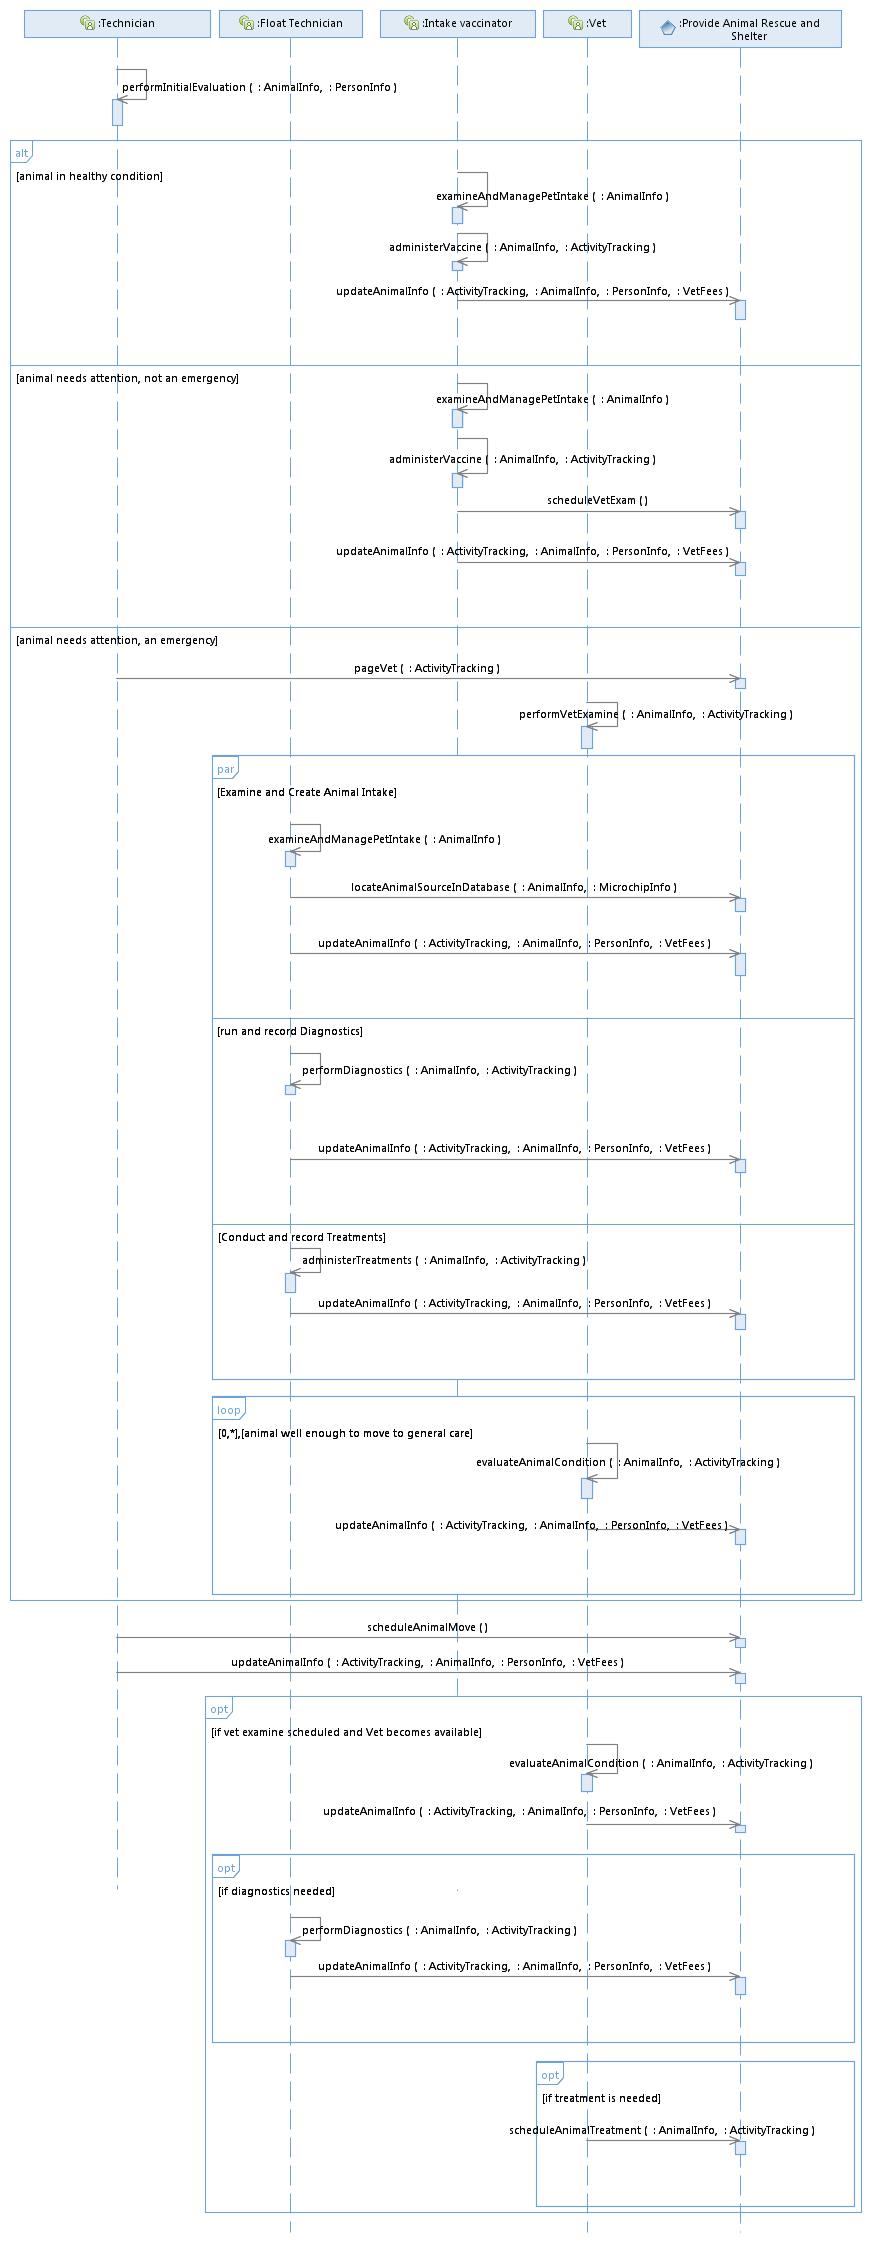 :Technician
:Float Technician
:Intake vaccinator
:Vet
:Provide Animal Rescue and
Shelter
performInitialEvaluation ( : AnimalInfo, : PersonInfo )
alt
[animal in healthy condition]
examineAndManagePetIntake ( : AnimalInfo )
administerVaccine ( : AnimalInfo, : ActivityTracking )
updateAnimalInfo ( : ActivityTracking, : AnimalInfo, : PersonInfo, : VetFees )
[animal needs attention, not an emergency]
examineAndManagePetIntake ( : AnimalInfo )
administerVaccine ( : AnimalInfo, : ActivityTracking )
scheduleVetExam ( )
updateAnimalInfo ( : ActivityTracking, : AnimalInfo, : PersonInfo, : VetFees )
[animal needs attention, an emergency]
pageVet ( : ActivityTracking )
performVetExamine ( : AnimalInfo, : ActivityTracking )
par
[Examine and Create Animal Intake]
examineAndManagePetIntake ( : AnimalInfo )
locateAnimalSourceInDatabase ( : AnimalInfo, : MicrochipInfo )
updateAnimalInfo ( : ActivityTracking, : AnimalInfo, : PersonInfo, : VetFees )
[run and record Diagnostics]
performDiagnostics ( : AnimalInfo, : ActivityTracking )
updateAnimalInfo ( : ActivityTracking, : AnimalInfo, : PersonInfo, : VetFees )
[Conduct and record Treatments]
administerTreatments ( : AnimalInfo, : ActivityTracking )
updateAnimalInfo ( : ActivityTracking, : AnimalInfo, : PersonInfo, : VetFees )
loop
[0,*],[animal well enough to move to general care]
evaluateAnimalCondition ( : AnimalInfo, : ActivityTracking )
updateAnimalInfo ( : ActivityTracking, : AnimalInfo, : PersonInfo, : VetFees )
scheduleAnimalMove ( )
updateAnimalInfo ( : ActivityTracking, : AnimalInfo, : PersonInfo, : VetFees )
opt
[if vet examine scheduled and Vet becomes available]
evaluateAnimalCondition ( : AnimalInfo, : ActivityTracking )
updateAnimalInfo ( : ActivityTracking, : AnimalInfo, : PersonInfo, : VetFees )
opt
[if diagnostics needed]
performDiagnostics ( : AnimalInfo, : ActivityTracking )
updateAnimalInfo ( : ActivityTracking, : AnimalInfo, : PersonInfo, : VetFees )
opt
[if treatment is needed]
scheduleAnimalTreatment ( : AnimalInfo, : ActivityTracking )